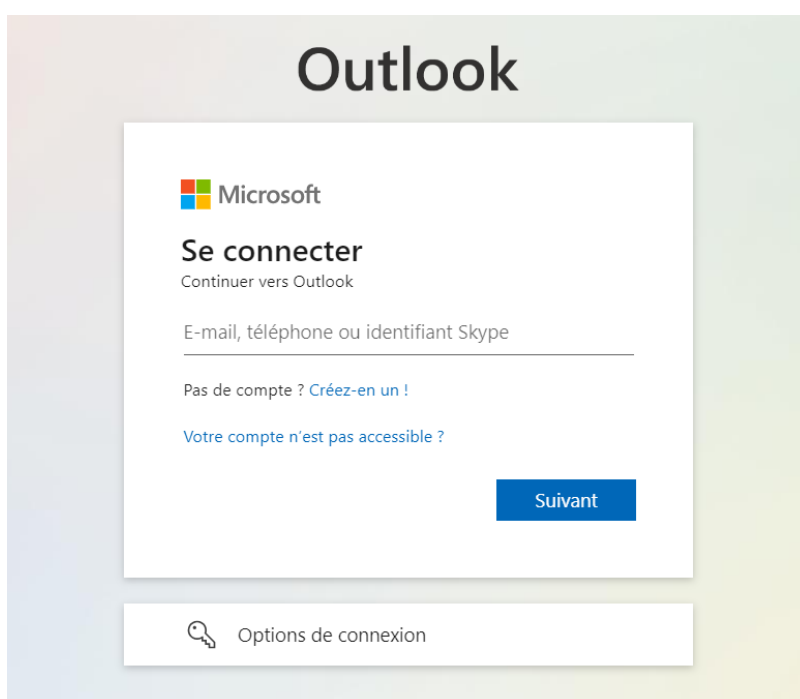 Outlook
Microsoft
Se connecter
Continuer vers Outlook
E-mail, téléphone ou identifiant Skype
Pas de compte ? Créez-en un !
Votre compte n’est pas accessible ?
Suivant
Options de connexion